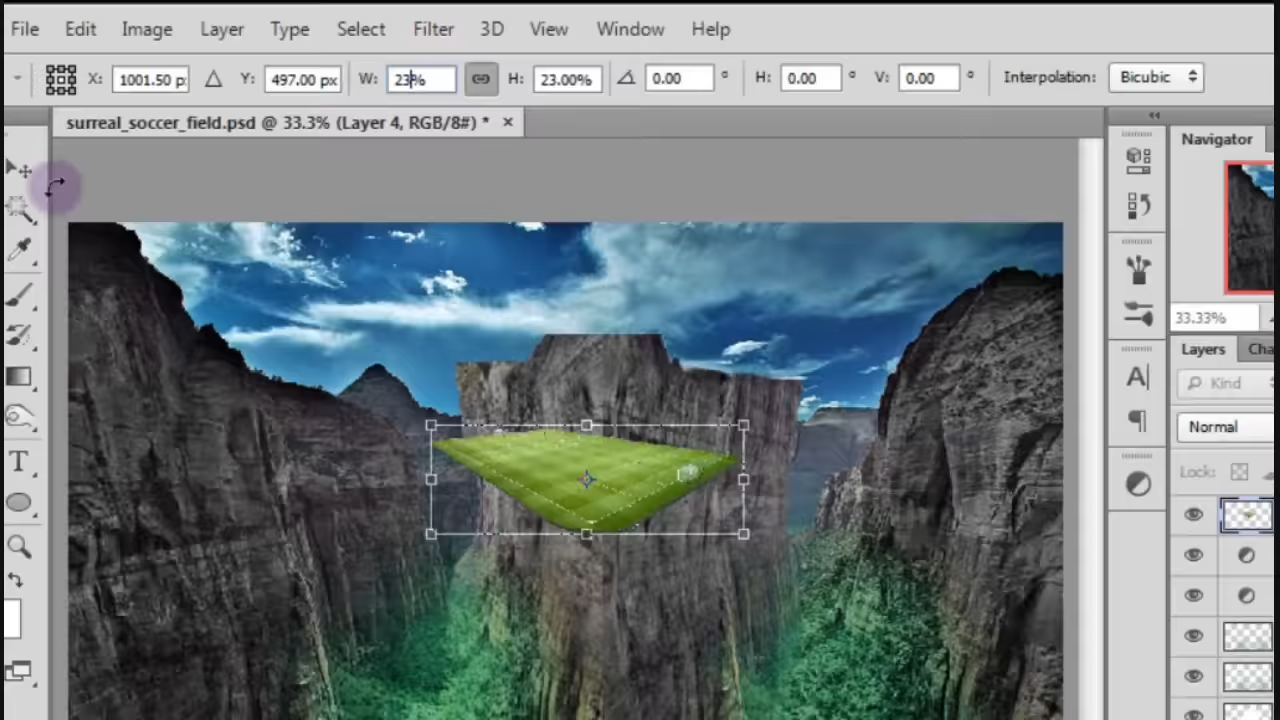 File Edit Image Layer Type Select Filter 3D View Window Help
X: 1001.50 p Y: 497.00 px W: 23% H: 23.00% 0.00 ° H: 0.00 ° V: 0.00 ° Interpolation: Bicubic
surreal_soccer_field.psd @ 33.3% (Layer 4, RGB/8#) * ×
Navigator
33.33%
Layers Cha
Kind
Normal
Lock: